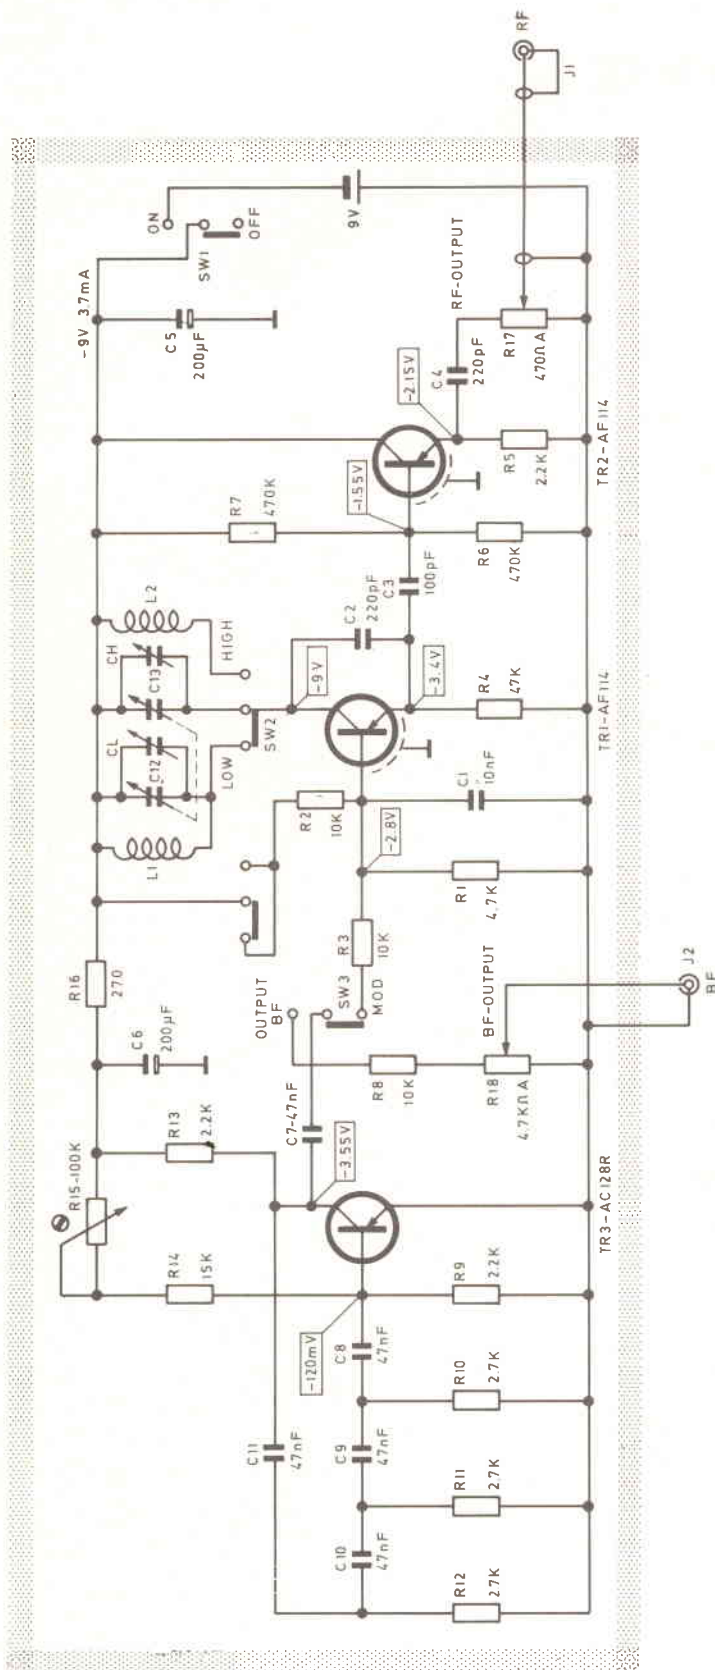 -9V 3.7mA
ON
OFF
SW1
9V
C5
200µF
RF
J1
RF-OUTPUT
R17
470Ω A
C4
220pF
-2.15V
R5
2.2K
TR2-AF114
-1.55V
R7
470K
R6
470K
C3
100pF
C2
220pF
L2
CH
C13
HIGH
SW2
-9V
-3.4V
R4
47K
TR1-AF114
CL
C12
LOW
L1
R2
10K
C1
10nF
-2.8V
R1
4.7K
R3
10K
SW3
MOD
OUTPUT
BF
R16
270
C6
200µF
R8
10K
BF-OUTPUT
R18
4.7KΩ A
J2
BF
C7-47nF
-3.55V
R13
2.2K
R15-100K
R14
15K
TR3-AC128R
-120mV
R9
2.2K
C8
47nF
R10
2.7K
C9
47nF
C11
47nF
R11
2.7K
C10
47nF
R12
27K